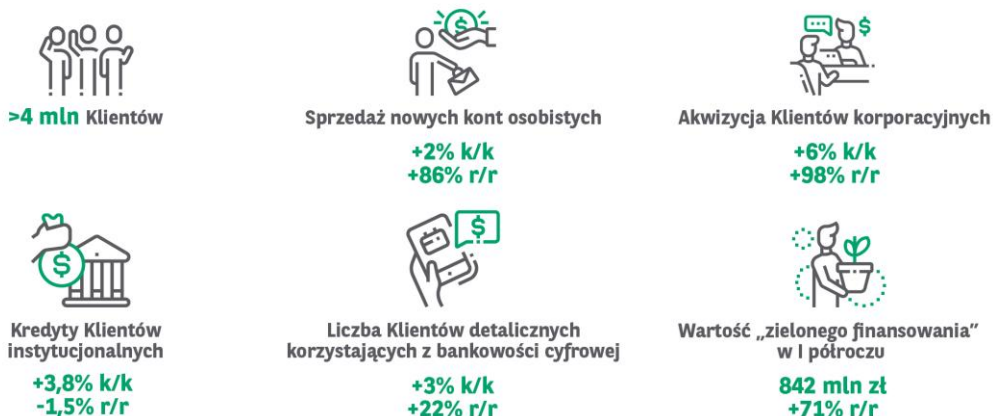 >4 mln Klientów
Sprzedaż nowych kont osobistych
+2% k/k
+86% r/r
Akwizycja Klientów korporacyjnych
+6% k/k
+98% r/r
Kredyty Klientów
instytucjonalnych
+3,8% k/k
-1,5% r/r
Liczba Klientów detalicznych
korzystających z bankowości cyfrowej
+3% k/k
+22% r/r
Wartość „zielonego finansowania”
w I półroczu
842 mln zł
+71% r/r